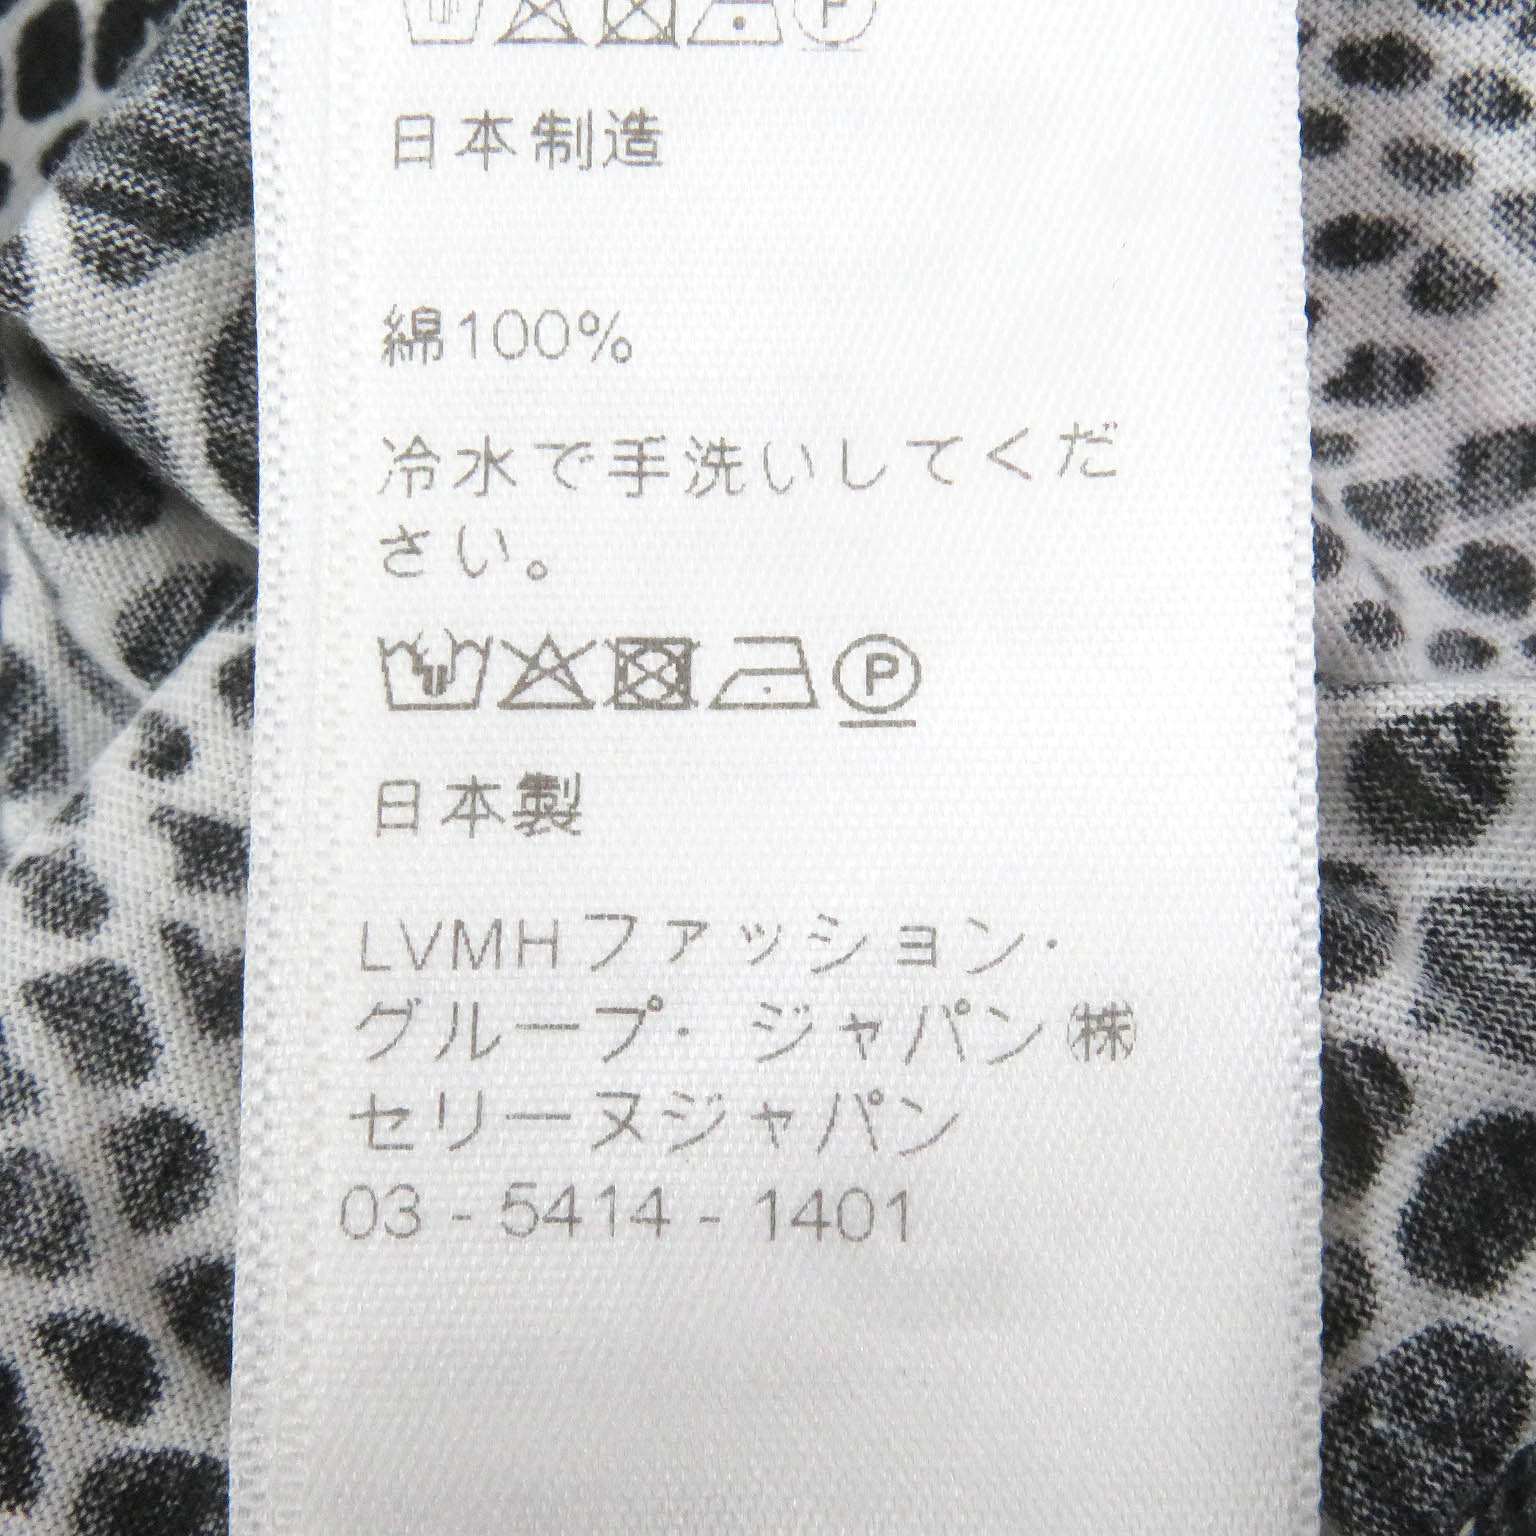 日本制造
綿100%
冷水で手洗いしてくだ
さい。
P
日本製
LVMHファッション・
グループ・ジャパン㈱
セリーヌジャパン
03 - 5414 - 1401